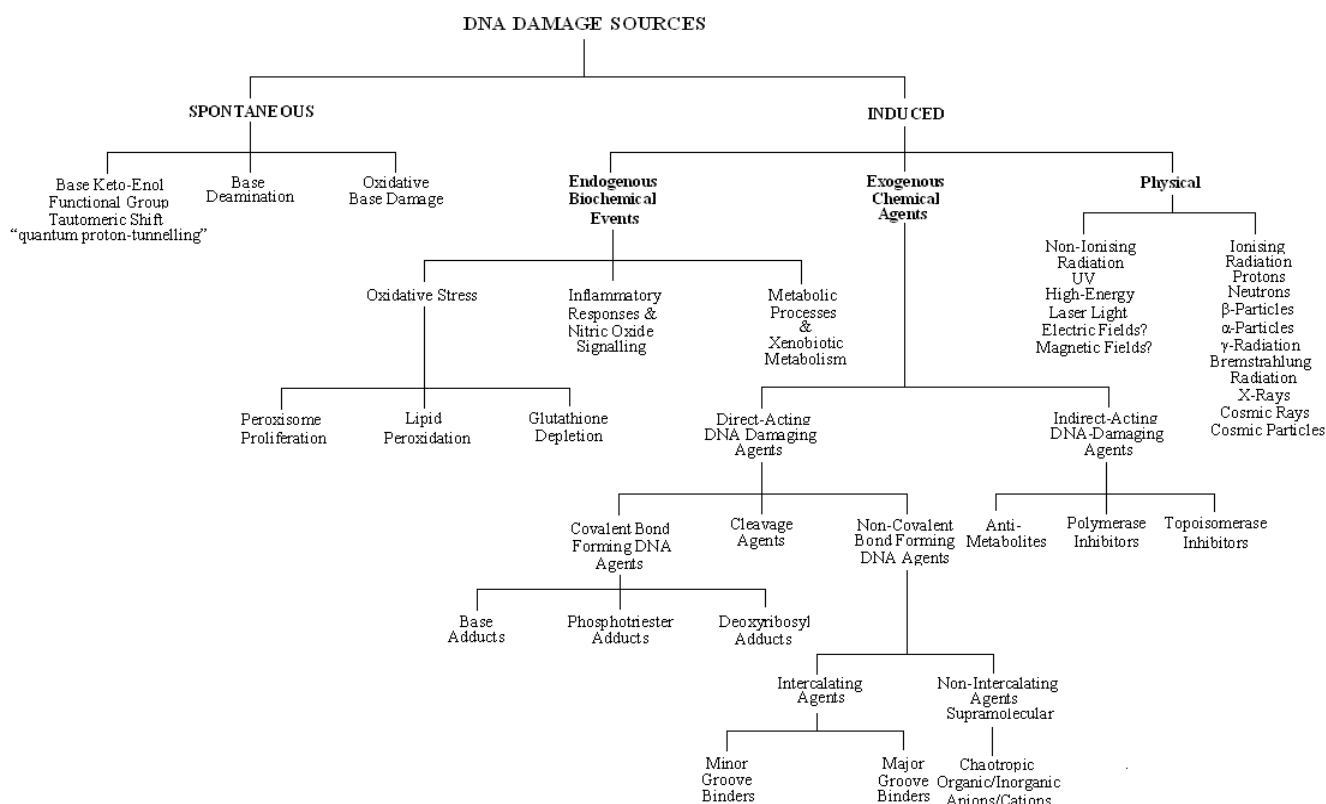 DNA DAMAGE SOURCES
SPONTANEOUS
INDUCED
Base Keto-Enol
Functional Group
Tautomeric Shift
“quantum proton-tunnelling”
Base
Deamination
Oxidative
Base Damage
Endogenous
Biochemical
Events
Exogenous
Chemical
Agents
Physical
Oxidative Stress
Inflammatory
Responses &
Nitric Oxide
Signalling
Metabolic
Processes
&
Xenobiotic
Metabolism
Non-Ionising
Radiation
UV
High-Energy
Laser Light
Electric Fields?
Magnetic Fields?
Ionising
Radiation
Protons
Neutrons
β-Particles
α-Particles
γ-Radiation
Bremstrahlung
Radiation
X-Rays
Cosmic Rays
Cosmic Particles
Peroxisome
Proliferation
Lipid
Peroxidation
Glutathione
Depletion
Direct-Acting
DNA Damaging
Agents
Indirect-Acting
DNA-Damaging
Agents
Covalent Bond
Forming DNA
Agents
Cleavage
Agents
Non-Covalent
Bond Forming
DNA Agents
Anti-
Metabolites
Polymerase
Inhibitors
Topoisomerase
Inhibitors
Base
Adducts
Phosphotriester
Adducts
Deoxyribosyl
Adducts
Intercalating
Agents
Non-Intercalating
Agents
Supramolecular
Minor
Groove
Binders
Major
Groove
Binders
Chaotropic
Organic/Inorganic
Anions/Cations